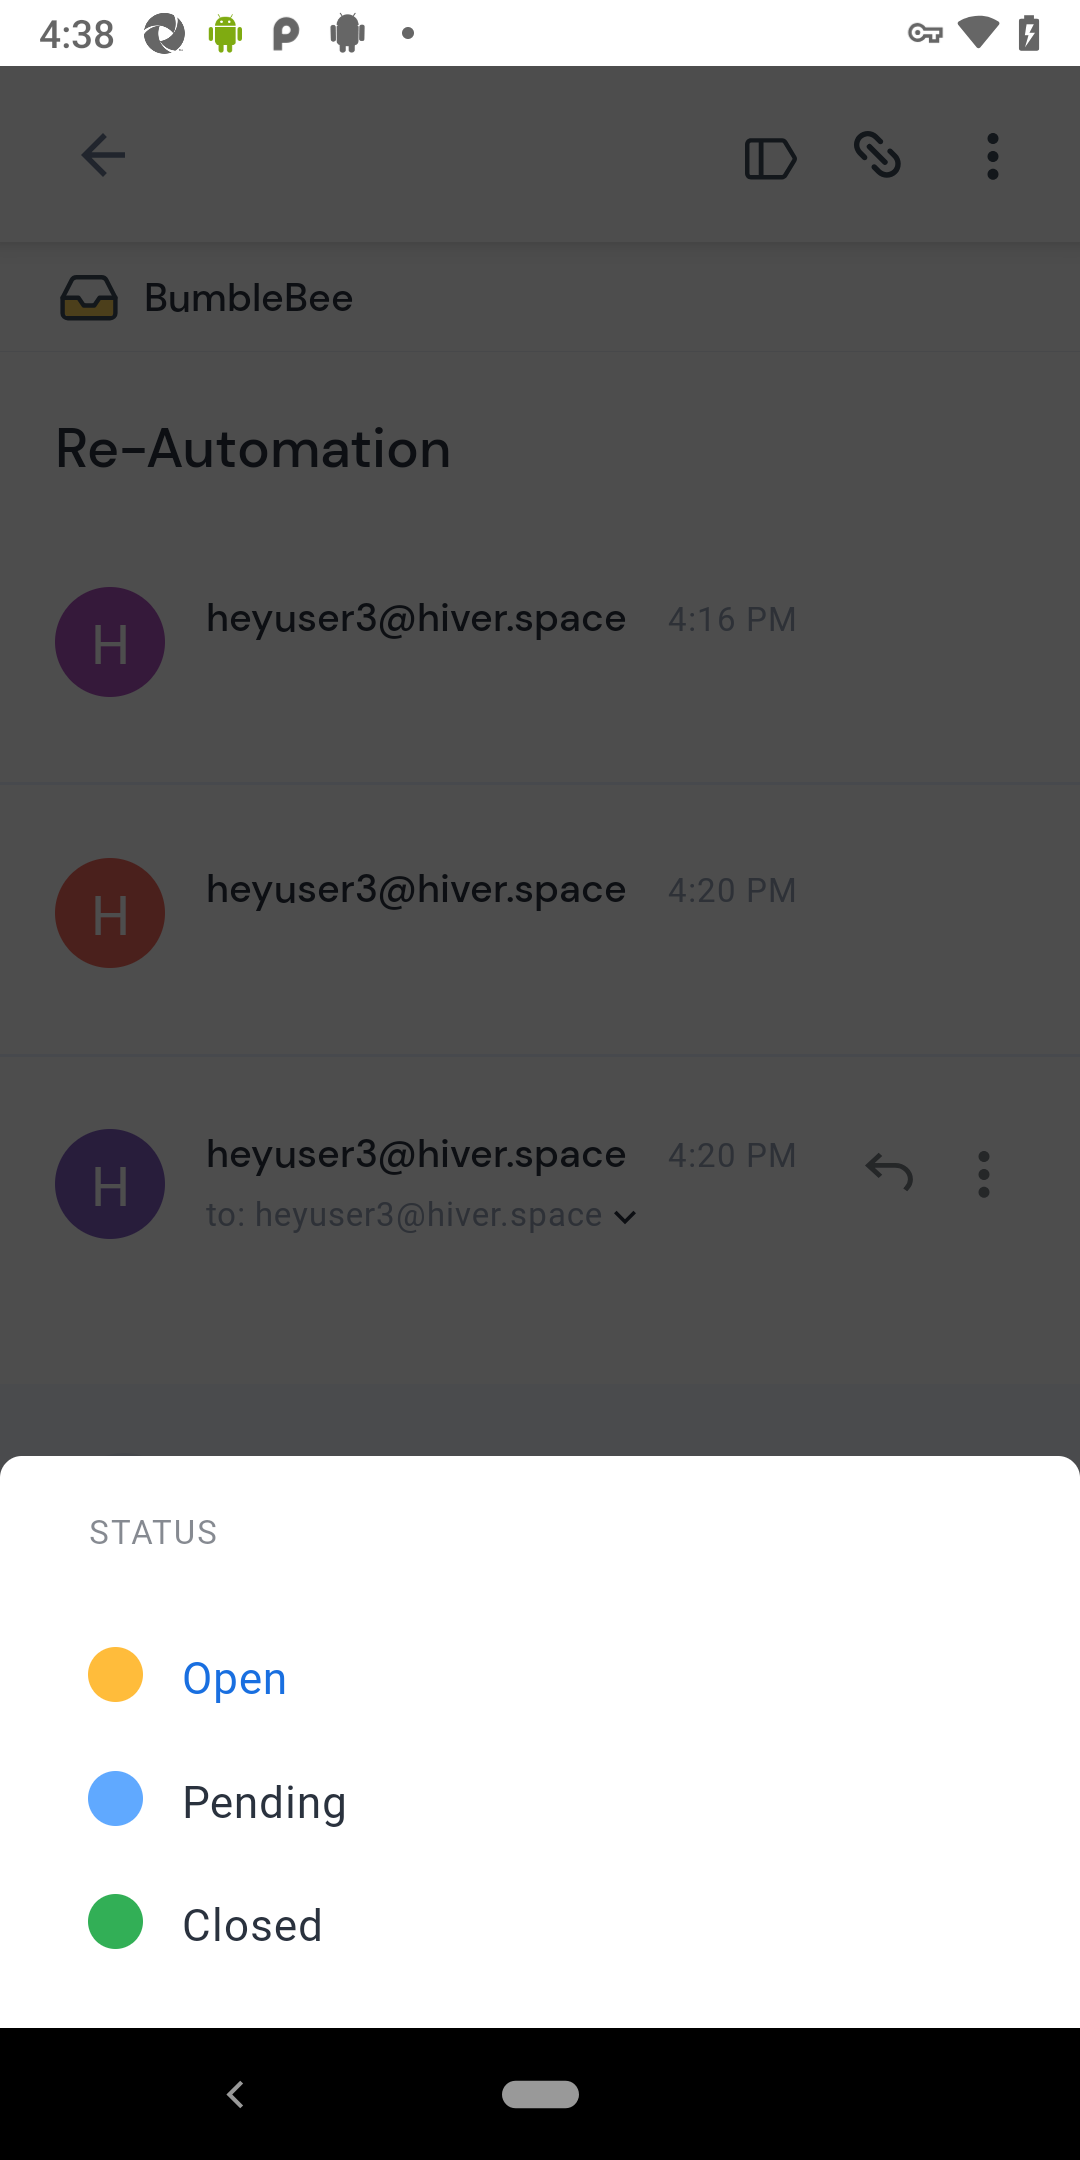 4:38
BumbleBee
Re-Automation
H
heyuser3@hiver.space 4:16 PM
H
heyuser3@hiver.space 4:20 PM
H
heyuser3@hiver.space 4:20 PM
to: heyuser3@hiver.space
STATUS
Open
Pending
Closed